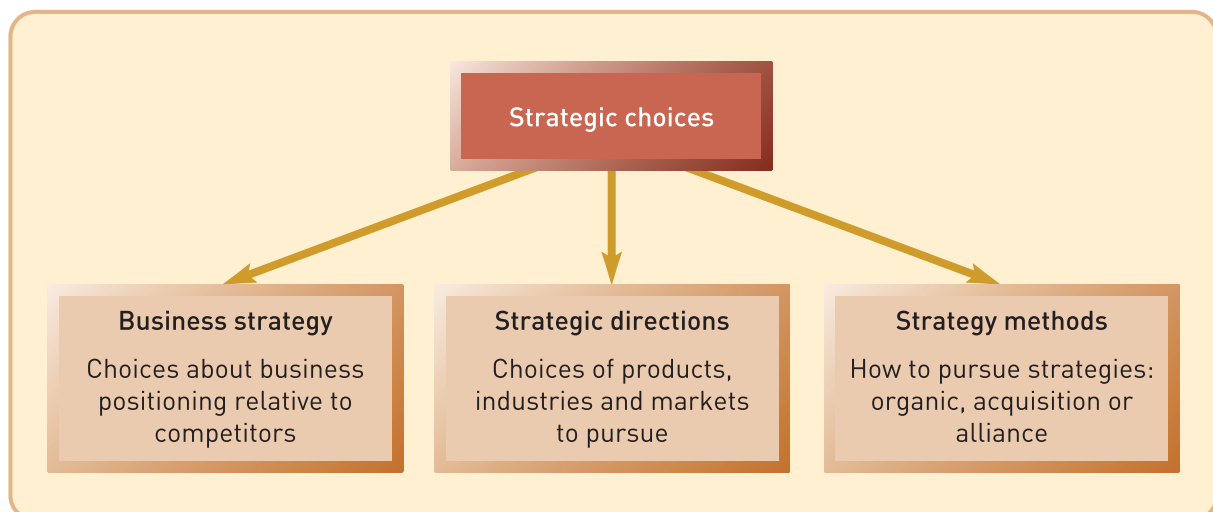 Strategic choices
Business strategy
Choices about business
positioning relative to
competitors
Strategic directions
Choices of products,
industries and markets
to pursue
Strategy methods
How to pursue strategies:
organic, acquisition or
alliance